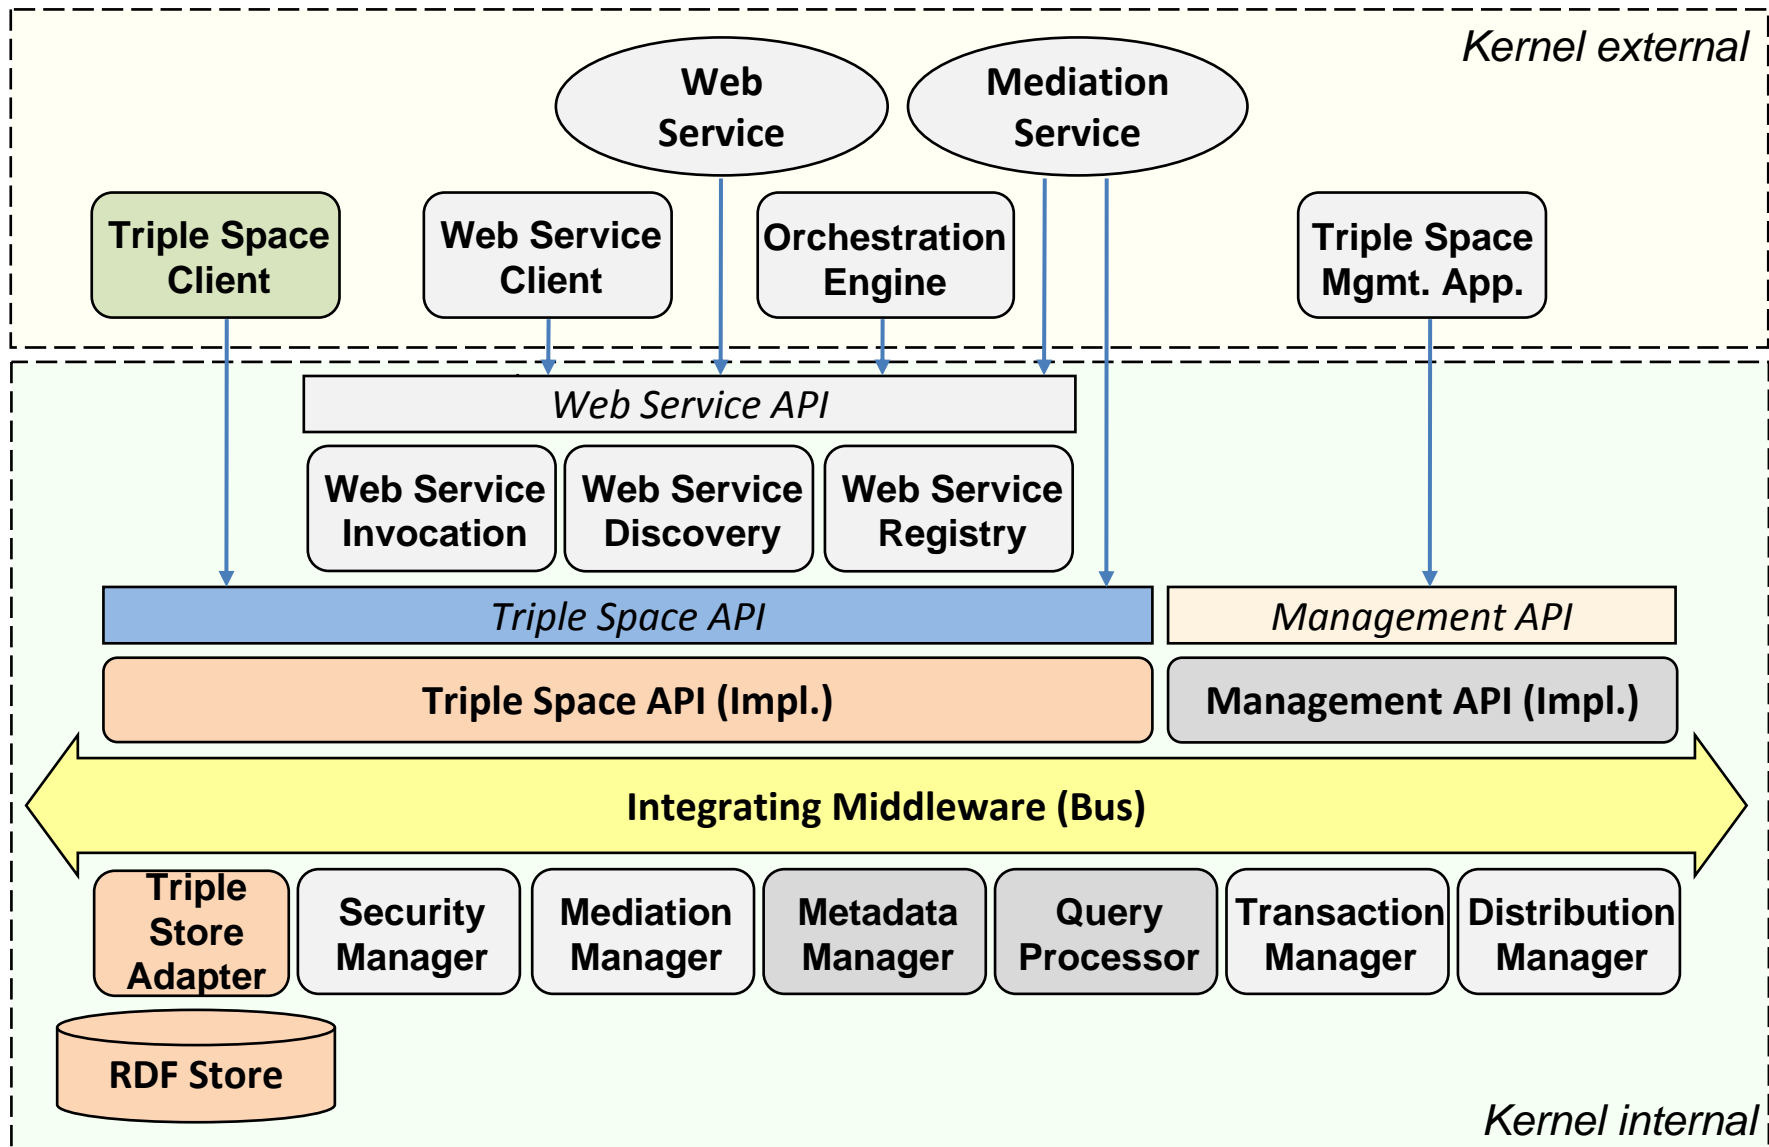 Kernel external
Web
Service
Mediation
Service
Triple Space
Client
Web Service
Client
Orchestration
Engine
Triple Space
Mgmt. App.
Web Service API
Web Service
Invocation
Web Service
Discovery
Web Service
Registry
Triple Space API
Management API
Triple Space API (Impl.)
Management API (Impl.)
Integrating Middleware (Bus)
Triple
Store
Adapter
Security
Manager
Mediation
Manager
Metadata
Manager
Query
Processor
Transaction
Manager
Distribution
Manager
RDF Store
Kernel internal